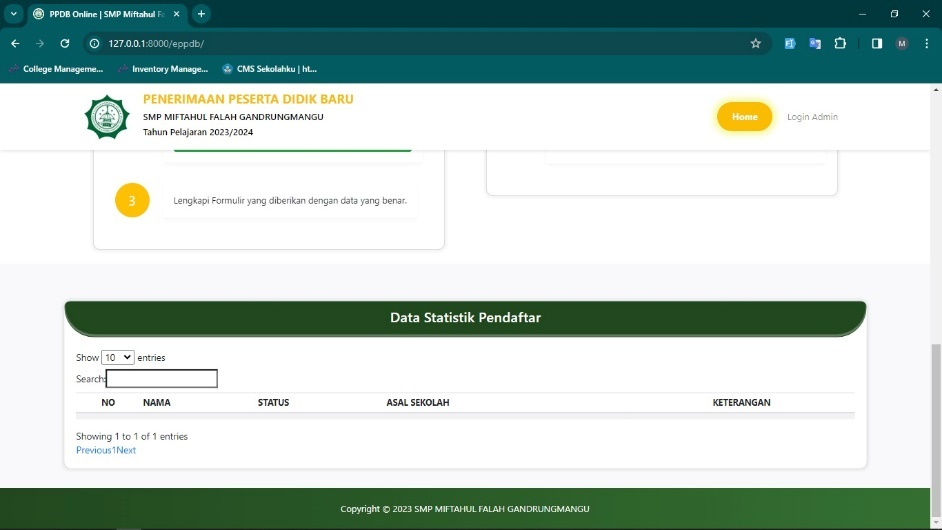 PPDB Online | SMP Miftahul Fa
127.0.0.1:8000/eppdb/
M
College Manageme... Inventory Manage... CMS Sekolahku | ht...
PENERIMAAN PESERTA DIDIK BARU
SMP MIFTAHUL FALAH GANDRUNGMANGU
Tahun Pelajaran 2023/2024
Home Login Admin
3 Lengkapi Formulir yang diberikan dengan data yang benar.
Data Statistik Pendaftar
Show 10 entries
Search:
NO NAMA STATUS ASAL SEKOLAH KETERANGAN
Showing 1 to 1 of 1 entries
Previous1Next
Copyright © 2023 SMP MIFTAHUL FALAH GANDRUNGMANGU